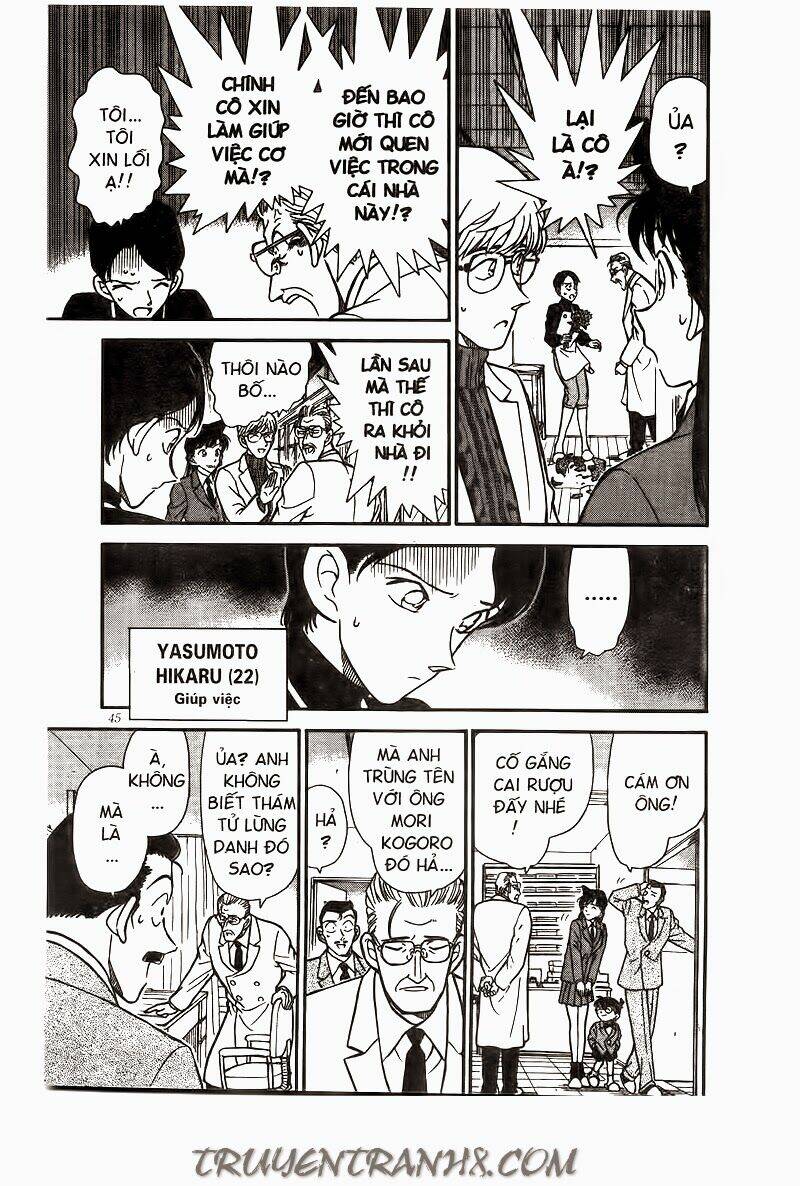 ỦA
?
LẠI
LÀ CÔ
À!?
ĐẾN BAO
GIỜ THÌ CÔ
MỚI QUEN
VIỆC TRONG
CÁI NHÀ
NÀY!?
CHÍNH
CÔ XIN
LÀM GIÚP
VIỆC CƠ
MÀ!?
TÔI...
TÔI
XIN LỖI
Ạ!!
LẦN SAU
MÀ THẾ
THÌ CÔ
RA KHỎI
NHÀ ĐI
!!
THÔI NÀO
BỐ...
......
YASUMOTO
HIKARU (22)
Giúp việc
45
CÁM ƠN
ÔNG!
CỐ GẮNG
CAI RƯỢU
ĐẤY NHÉ
!
MÀ ANH
TRÙNG TÊN
VỚI ÔNG
MORI
KOGORO
ĐÓ HẢ...
HẢ
?
ỦA? ANH
KHÔNG
BIẾT THÁM
TỬ LỪNG
DANH ĐÓ
SAO?
À,
KHÔNG
...
MÀ
LÀ
...
TRUYENTRANH8.COM